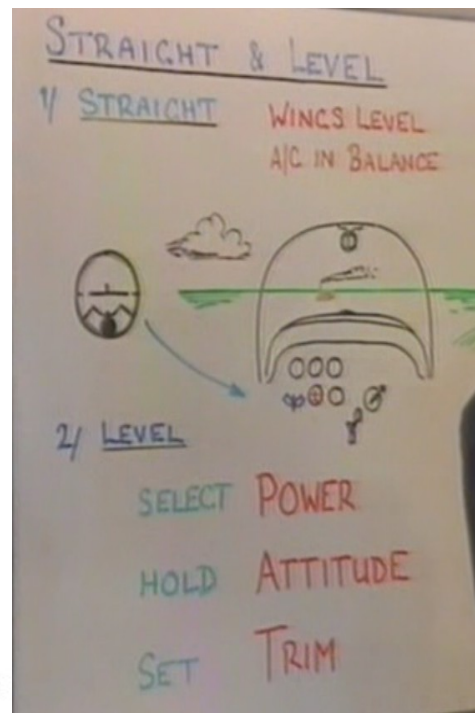 STRAIGHT & LEVEL
1/ STRAIGHT
WINGS LEVEL
A/C IN BALANCE
2/ LEVEL
SELECT POWER
HOLD ATTITUDE
SET TRIM